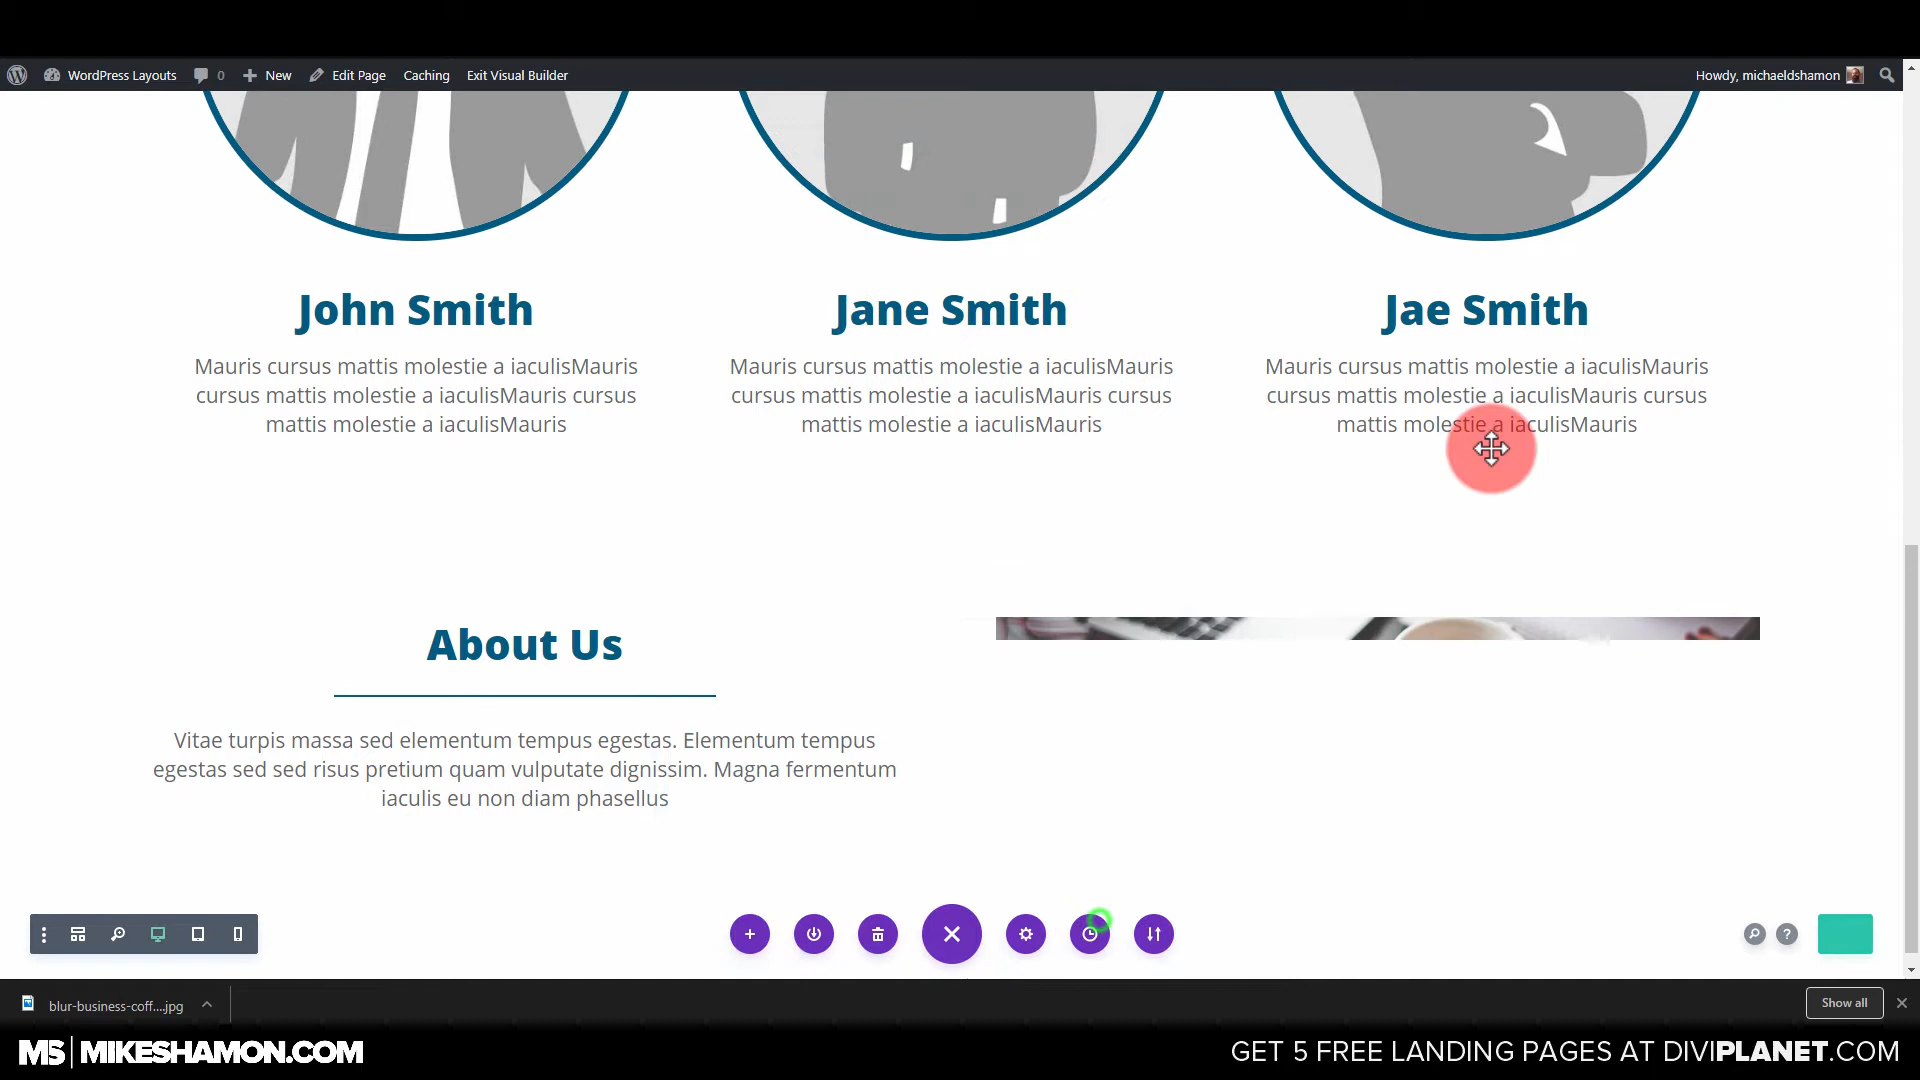 WordPress Layouts 0 New Edit Page Caching Exit Visual Builder Howdy, michaeldshamon
John Smith
Mauris cursus mattis molestie a iaculisMauris
cursus mattis molestie a iaculisMauris cursus
mattis molestie a iaculisMauris
Jane Smith
Mauris cursus mattis molestie a iaculisMauris
cursus mattis molestie a iaculisMauris cursus
mattis molestie a iaculisMauris
Jae Smith
Mauris cursus mattis molestie a iaculisMauris
cursus mattis molestie a iaculisMauris cursus
mattis molestie a iaculisMauris
About Us
Vitae turpis massa sed elementum tempus egestas. Elementum tempus
egestas sed sed risus pretium quam vulputate dignissim. Magna fermentum
iaculis eu non diam phasellus
?
blur-business-coff....jpg
Show all
MS MIKESHAMON.COM
GET 5 FREE LANDING PAGES AT DIVIPLANET.COM